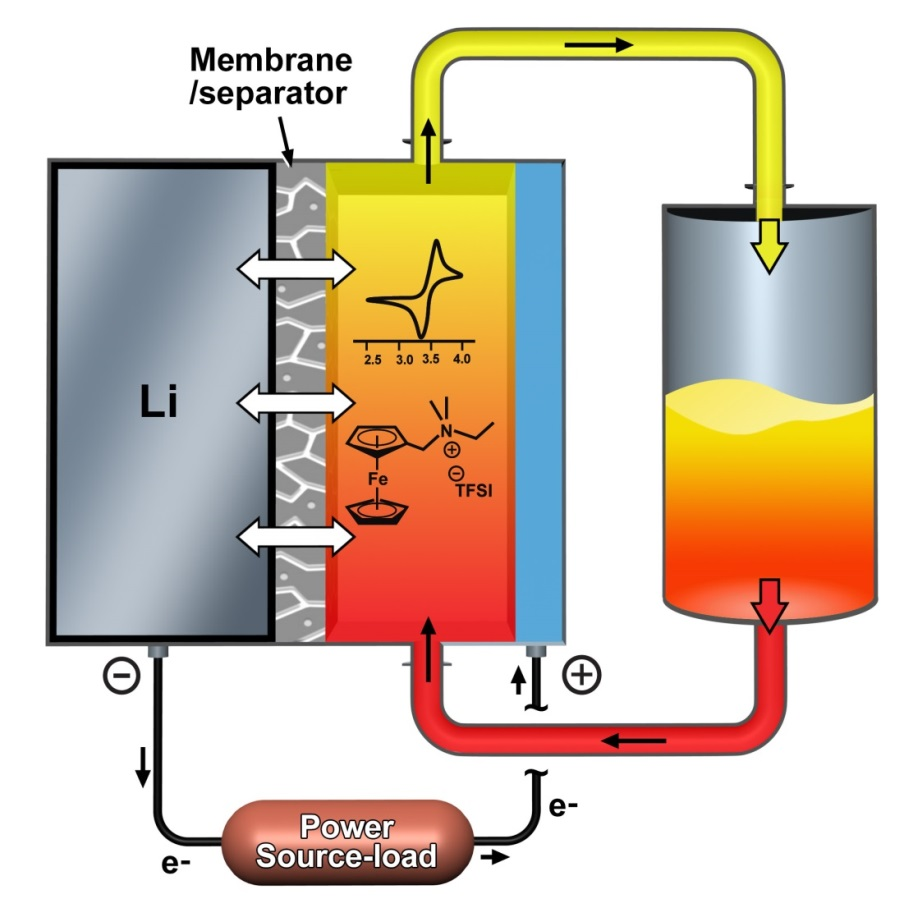 Membrane
/separator
Li
2.5 3.0 3.5 4.0
N
⊕
⊖
Fe
TFSI
⊖
⊕
e-
e-
Power
Source-load